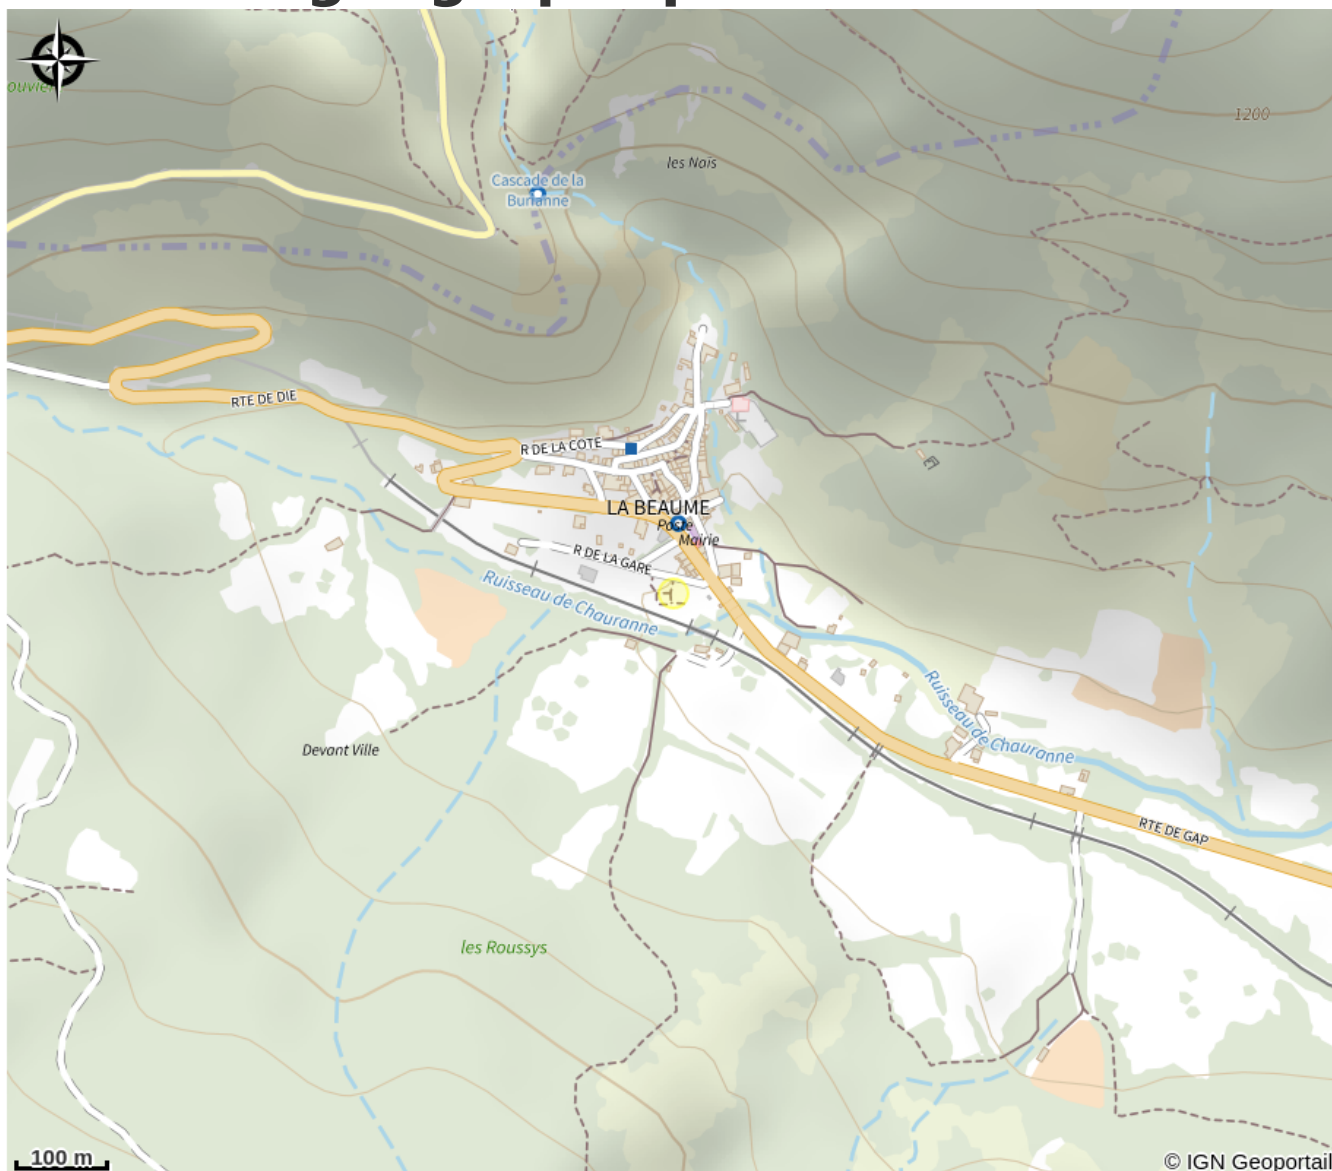 1200
les Nois
Cascade de la
Burianne
RTE DE DIE
R DE LA COTE
LA BEAUME
Poste
Mairie
R DE LA GARE
Ruisseau de Chauranne
Ruisseau de Chauranne
Devant Ville
RTE DE GAP
les Roussys
100 m
© IGN Geoportail